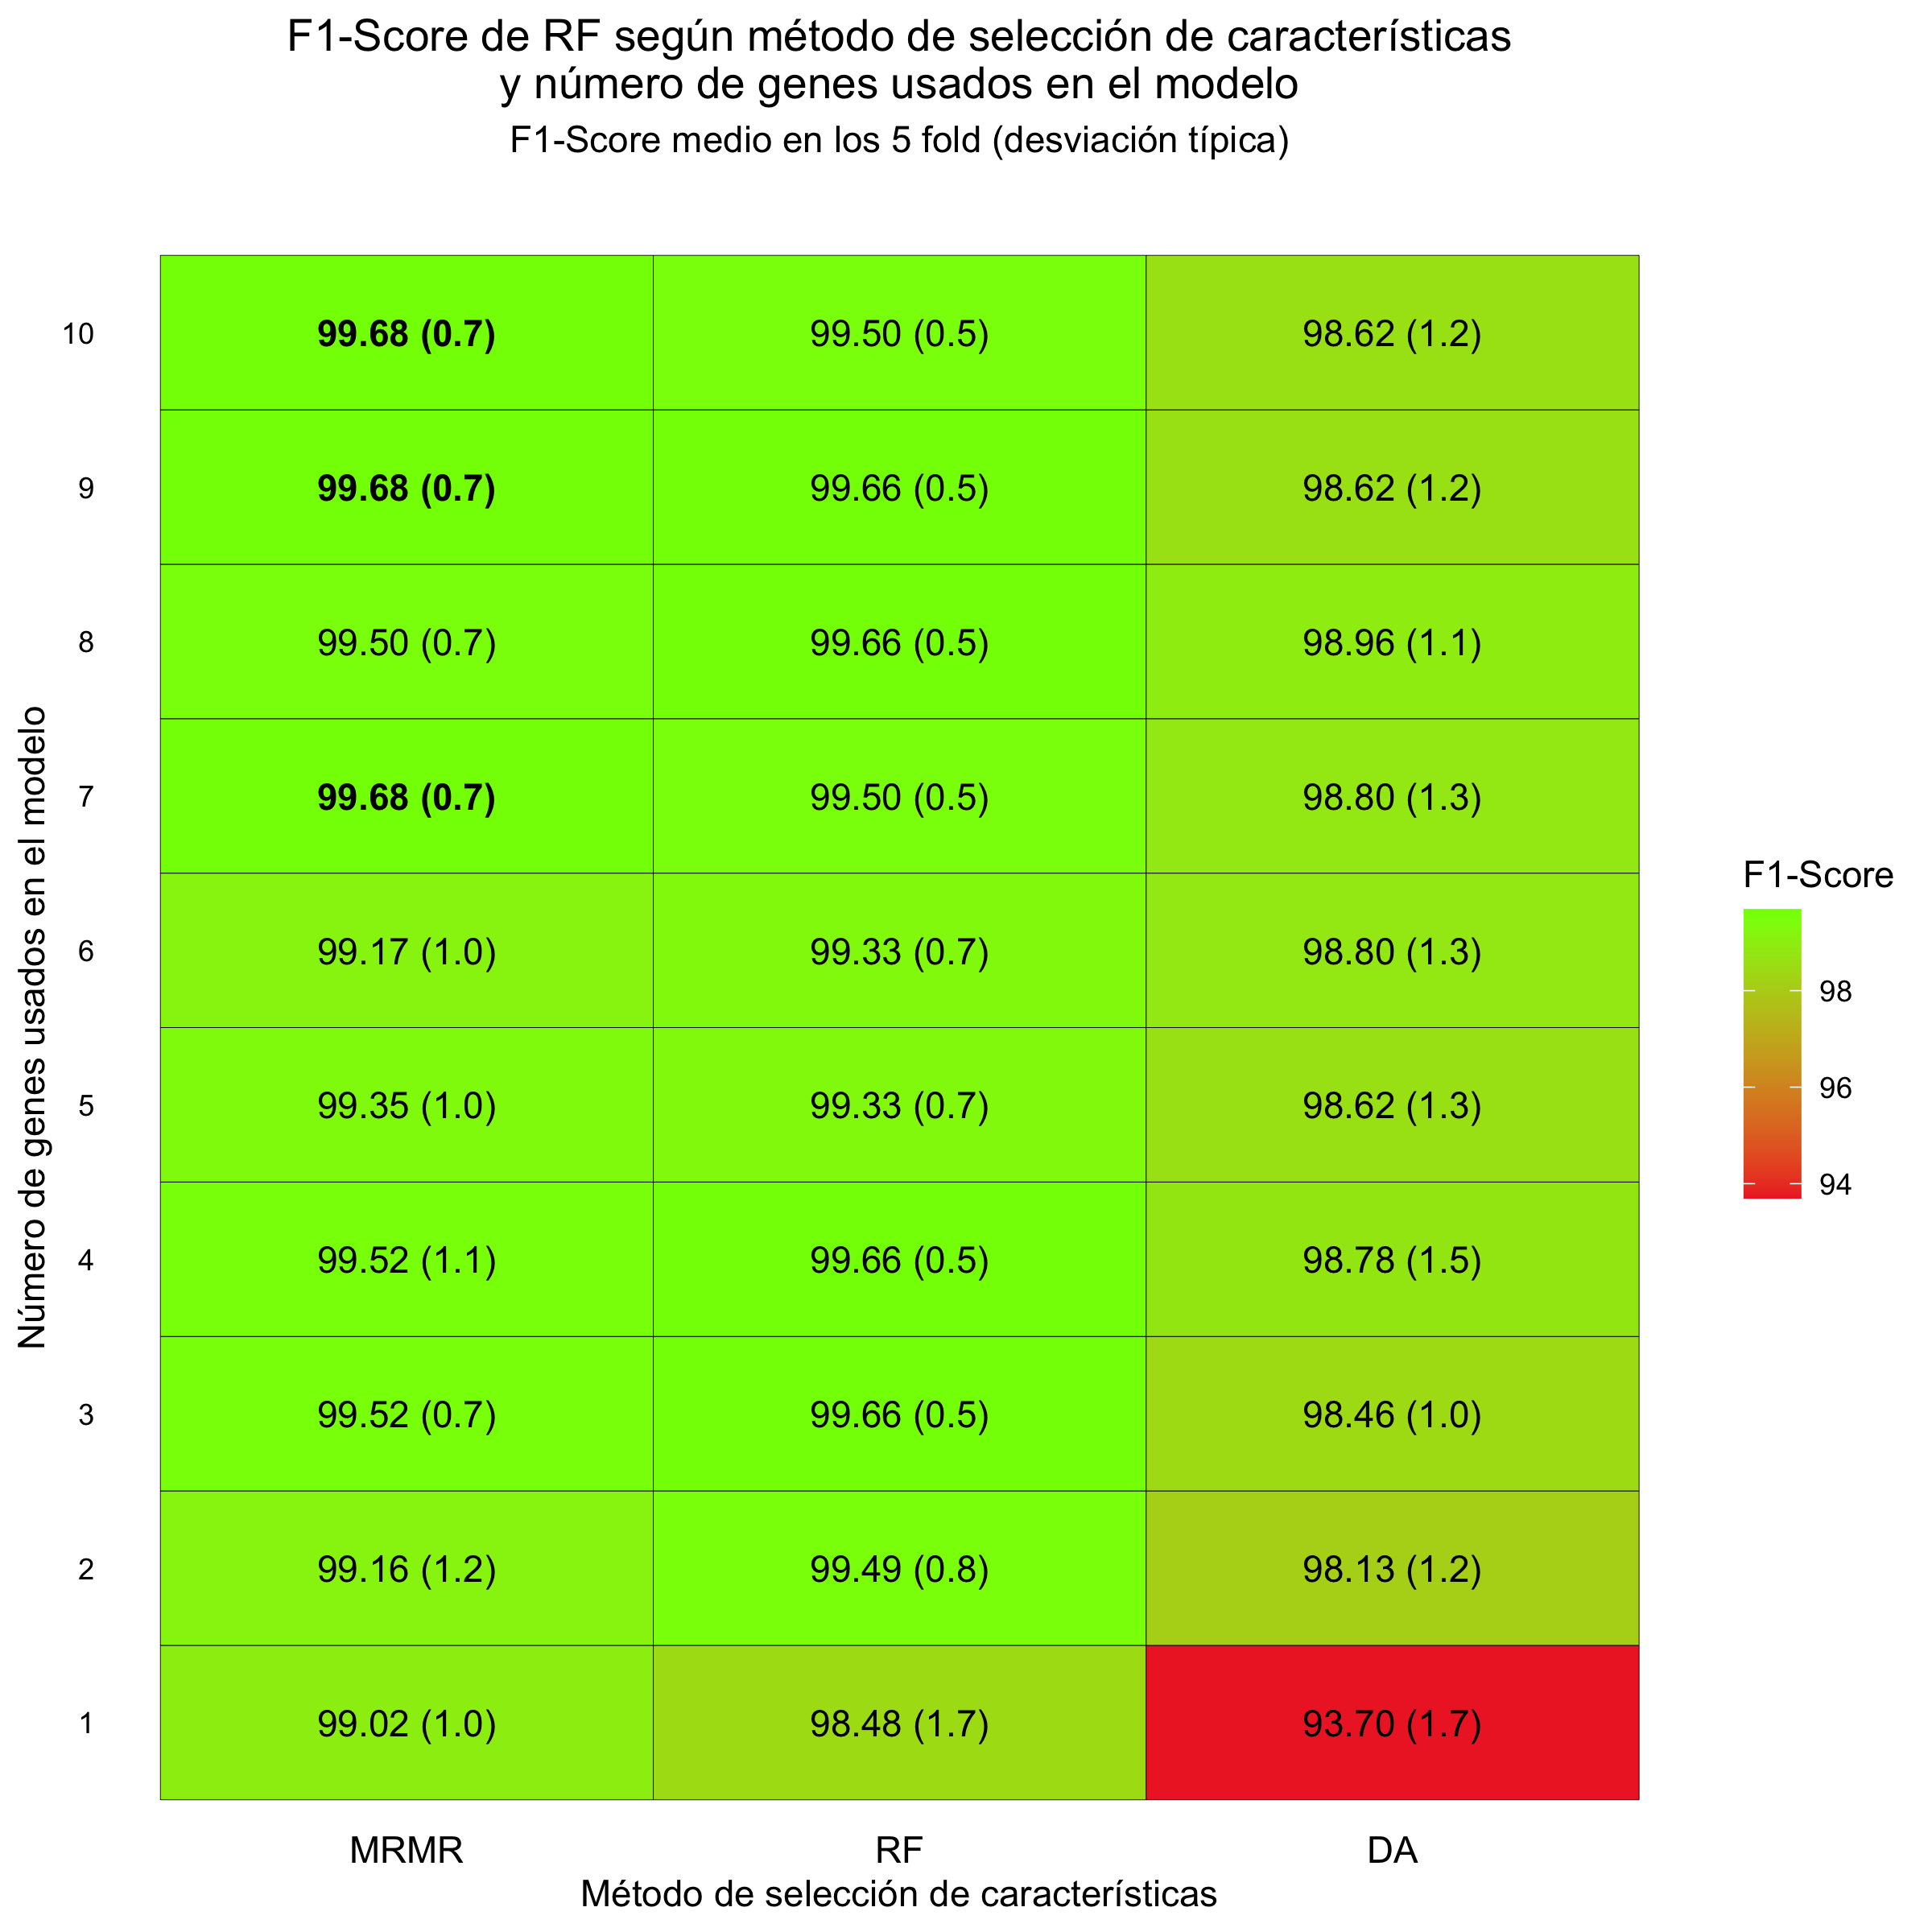 F1-Score de RF según método de selección de características
y número de genes usados en el modelo
F1-Score medio en los 5 fold (desviación típica)
Número de genes usados en el modelo
10 99.68 (0.7) 99.50 (0.5) 98.62 (1.2)
9 99.68 (0.7) 99.66 (0.5) 98.62 (1.2)
8 99.50 (0.7) 99.66 (0.5) 98.96 (1.1)
7 99.68 (0.7) 99.50 (0.5) 98.80 (1.3)
6 99.17 (1.0) 99.33 (0.7) 98.80 (1.3)
5 99.35 (1.0) 99.33 (0.7) 98.62 (1.3)
4 99.52 (1.1) 99.66 (0.5) 98.78 (1.5)
3 99.52 (0.7) 99.66 (0.5) 98.46 (1.0)
2 99.16 (1.2) 99.49 (0.8) 98.13 (1.2)
1 99.02 (1.0) 98.48 (1.7) 93.70 (1.7)
MRMR RF DA
Método de selección de características
F1-Score
98
96
94